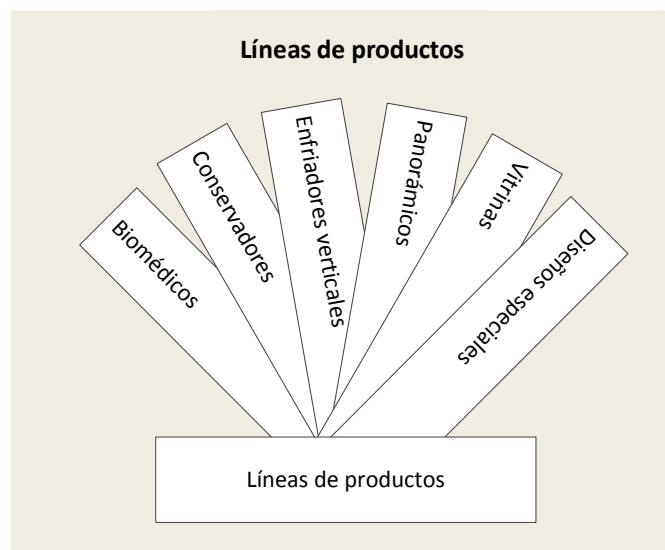 Líneas de productos
Biomédicos
Conservadores
Enfriadores verticales
Panorámicos
Vitrinas
Diseños especiales
Líneas de productos